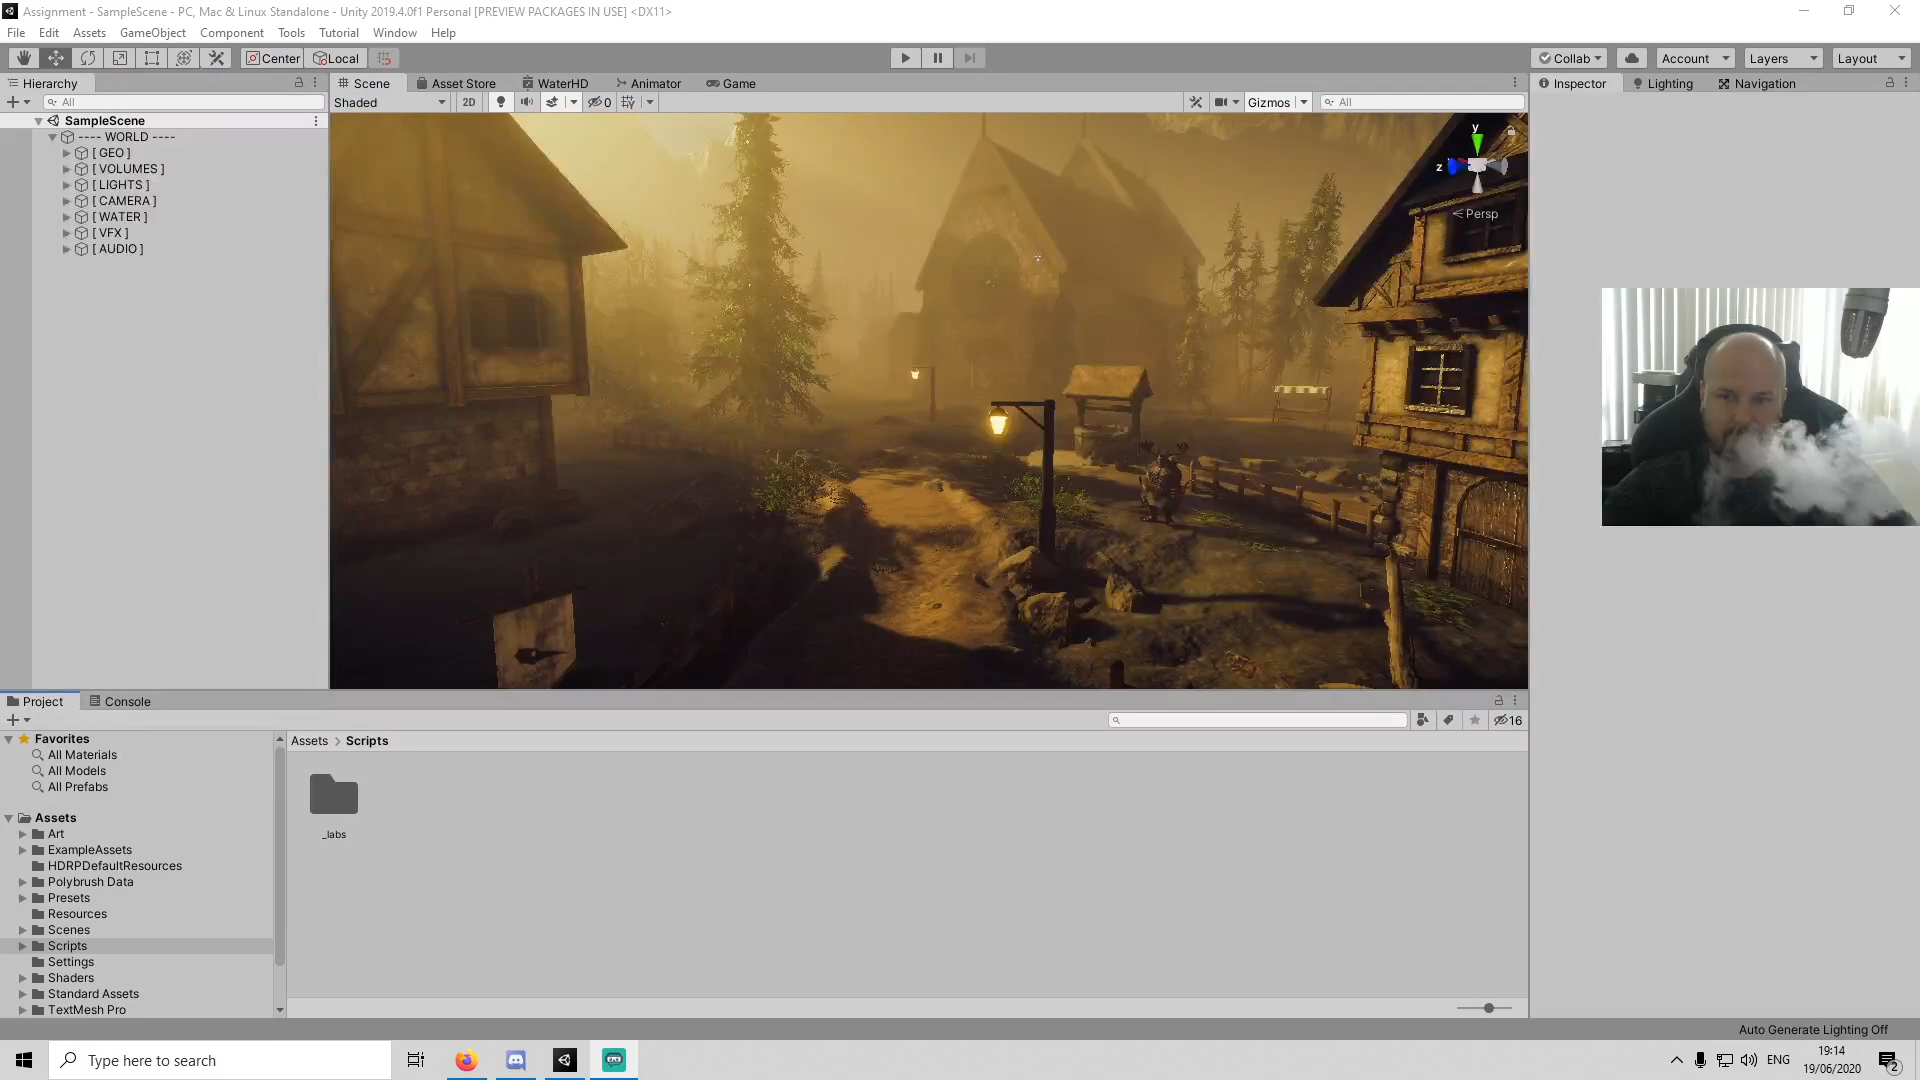 Assignment - SampleScene - PC, Mac & Linux Standalone - Unity 2019.4.0f1 Personal [PREVIEW PACKAGES IN USE] <DX11>
File Edit Assets GameObject Component Tools Tutorial Window Help
Center Local Collab Account Layers Layout
Hierarchy Scene Asset Store WaterHD Animator Game Inspector Lighting Navigation
All Shaded 2D 0 Gizmos All
SampleScene
---- WORLD ----
[ GEO ]
[ VOLUMES ]
[ LIGHTS ]
[ CAMERA ]
[ WATER ]
[ VFX ]
[ AUDIO ]
y
z
Persp
Project Console
16
Favorites
All Materials
All Models
All Prefabs
Assets
Art
ExampleAssets
HDRPDefaultResources
Polybrush Data
Presets
Resources
Scenes
Scripts
Settings
Shaders
Standard Assets
TextMesh Pro
Assets > Scripts
_labs
Auto Generate Lighting Off
Type here to search
ENG
19:14
19/06/2020
2